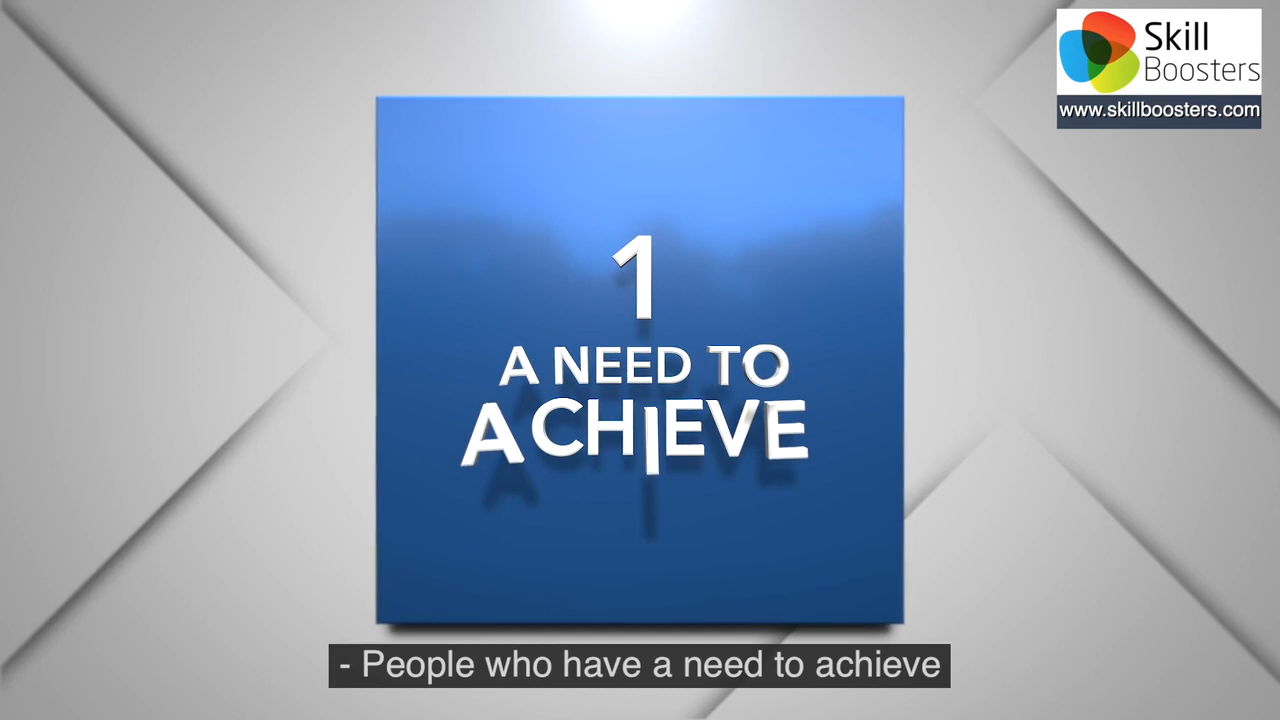 Skill
Boosters
www.skillboosters.com
1
A NEED TO
ACHIEVE
- People who have a need to achieve